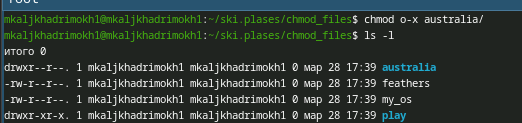 mkaljkhadrimokh1@mkaljkhadrimokh1:~/ski.plases/chmod_files$ chmod o-x australia/
mkaljkhadrimokh1@mkaljkhadrimokh1:~/ski.plases/chmod_files$ ls -l
итого 0
drwxr--r--. 1 mkaljkhadrimokh1 mkaljkhadrimokh1 0 мар 28 17:39 australia
-rw-r--r--. 1 mkaljkhadrimokh1 mkaljkhadrimokh1 0 мар 28 17:39 feathers
-rw-r--r--. 1 mkaljkhadrimokh1 mkaljkhadrimokh1 0 мар 28 17:39 my_os
drwxr-xr-x. 1 mkaljkhadrimokh1 mkaljkhadrimokh1 0 мар 28 17:39 play